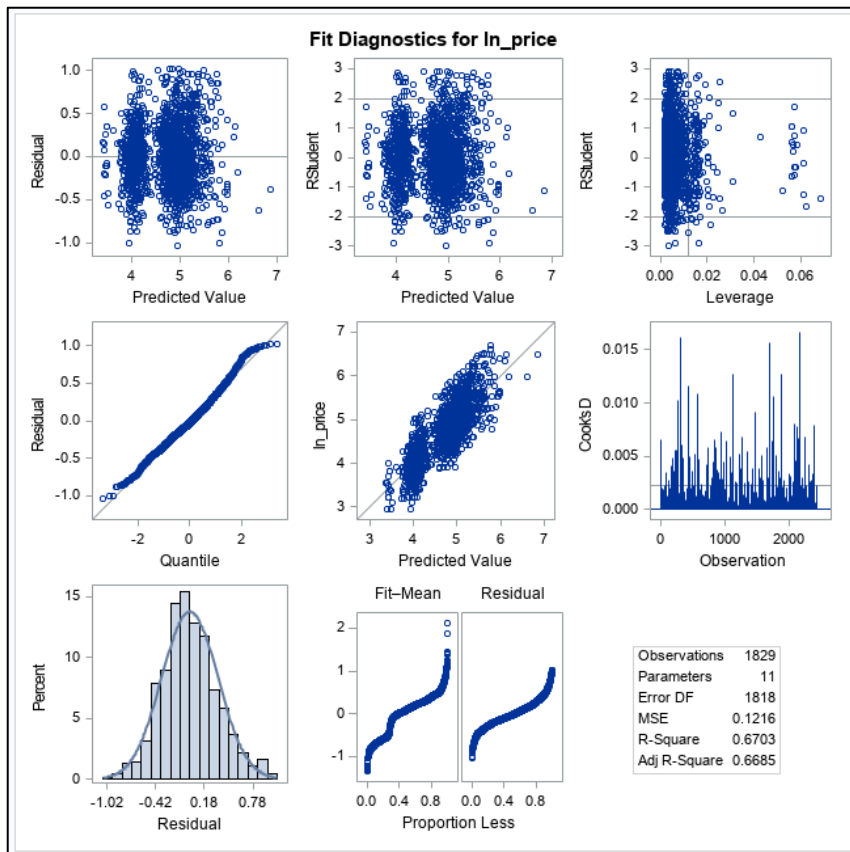 Fit Diagnostics for ln_price
1.0
0.5
0.0
-0.5
-1.0
Residual
4 5 6 7
Predicted Value
3
2
1
0
-1
-2
-3
RStudent
4 5 6 7
Predicted Value
3
2
1
0
-1
-2
-3
RStudent
0.00 0.02 0.04 0.06
Leverage
1.0
0.5
0.0
-0.5
-1.0
Residual
-2 0 2
Quantile
7
6
5
4
3
ln_price
3 4 5 6 7
Predicted Value
0.015
0.010
0.005
0.000
Cook's D
0 1000 2000
Observation
15
10
5
0
Percent
-1.02 -0.42 0.18 0.78
Residual
Fit–Mean Residual
2
1
0
-1
0.0 0.4 0.8 0.0 0.4 0.8
Proportion Less
Observations 1829
Parameters 11
Error DF 1818
MSE 0.1216
R-Square 0.6703
Adj R-Square 0.6685